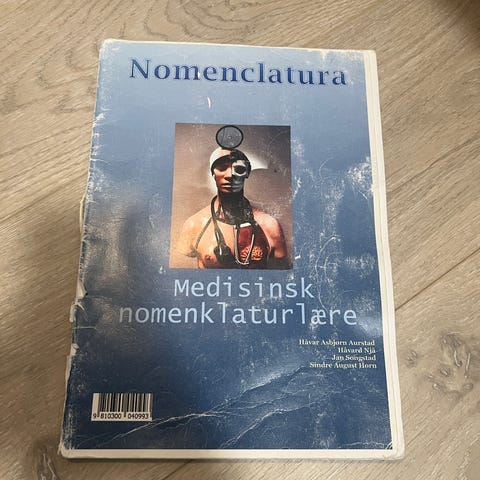 Nomenclatura
Medisinsk
nomenklaturlære
Håvar Asbjørn Aurstad
Håvard Njå
Jan Songstad
Sindre August Horn
9 810300 040993